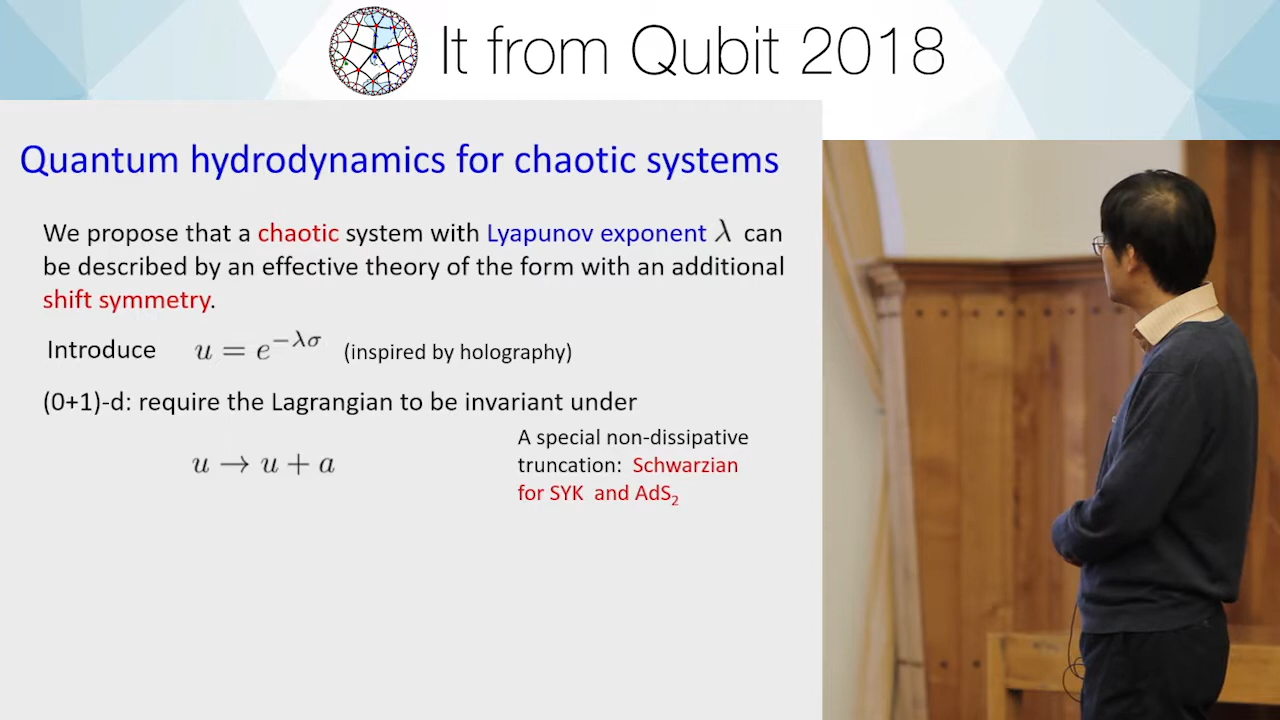 It from Qubit 2018
Quantum hydrodynamics for chaotic systems
We propose that a chaotic system with Lyapunov exponent λ can
be described by an effective theory of the form with an additional
shift symmetry.
Introduce u = e^{-λσ} (inspired by holography)
(0+1)-d: require the Lagrangian to be invariant under
u → u + a
A special non-dissipative
truncation: Schwarzian
for SYK and AdS₂